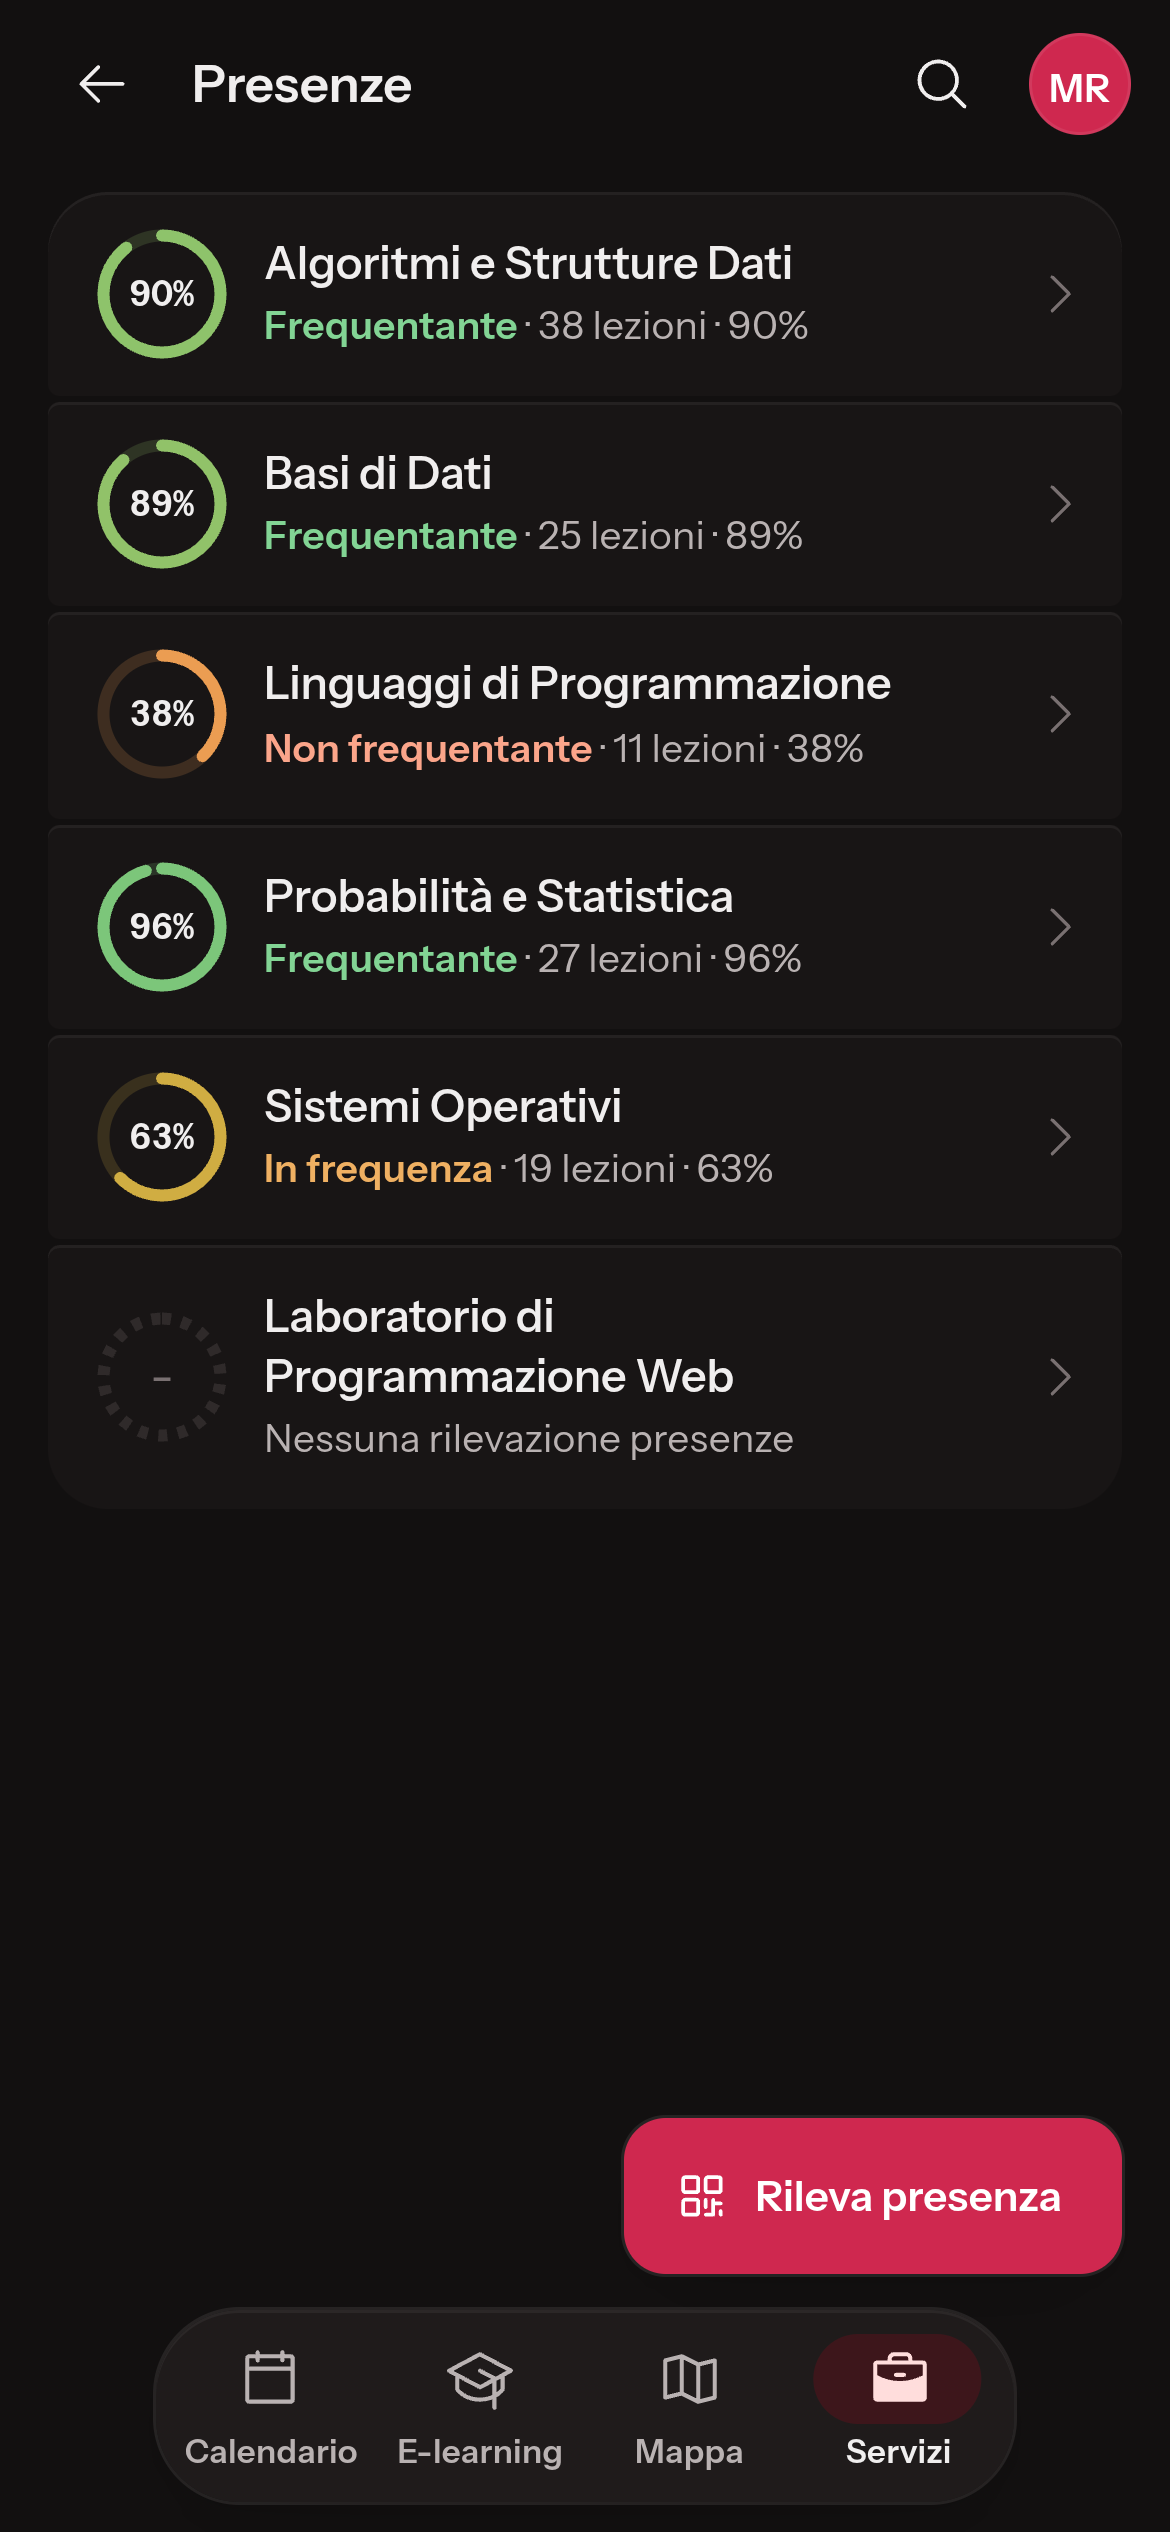 Presenze
MR
90%
Algoritmi e Strutture Dati
Frequentante · 38 lezioni · 90%
89%
Basi di Dati
Frequentante · 25 lezioni · 89%
38%
Linguaggi di Programmazione
Non frequentante · 11 lezioni · 38%
96%
Probabilità e Statistica
Frequentante · 27 lezioni · 96%
63%
Sistemi Operativi
In frequenza · 19 lezioni · 63%
–
Laboratorio di
Programmazione Web
Nessuna rilevazione presenze
Rileva presenza
Calendario
E-learning
Mappa
Servizi